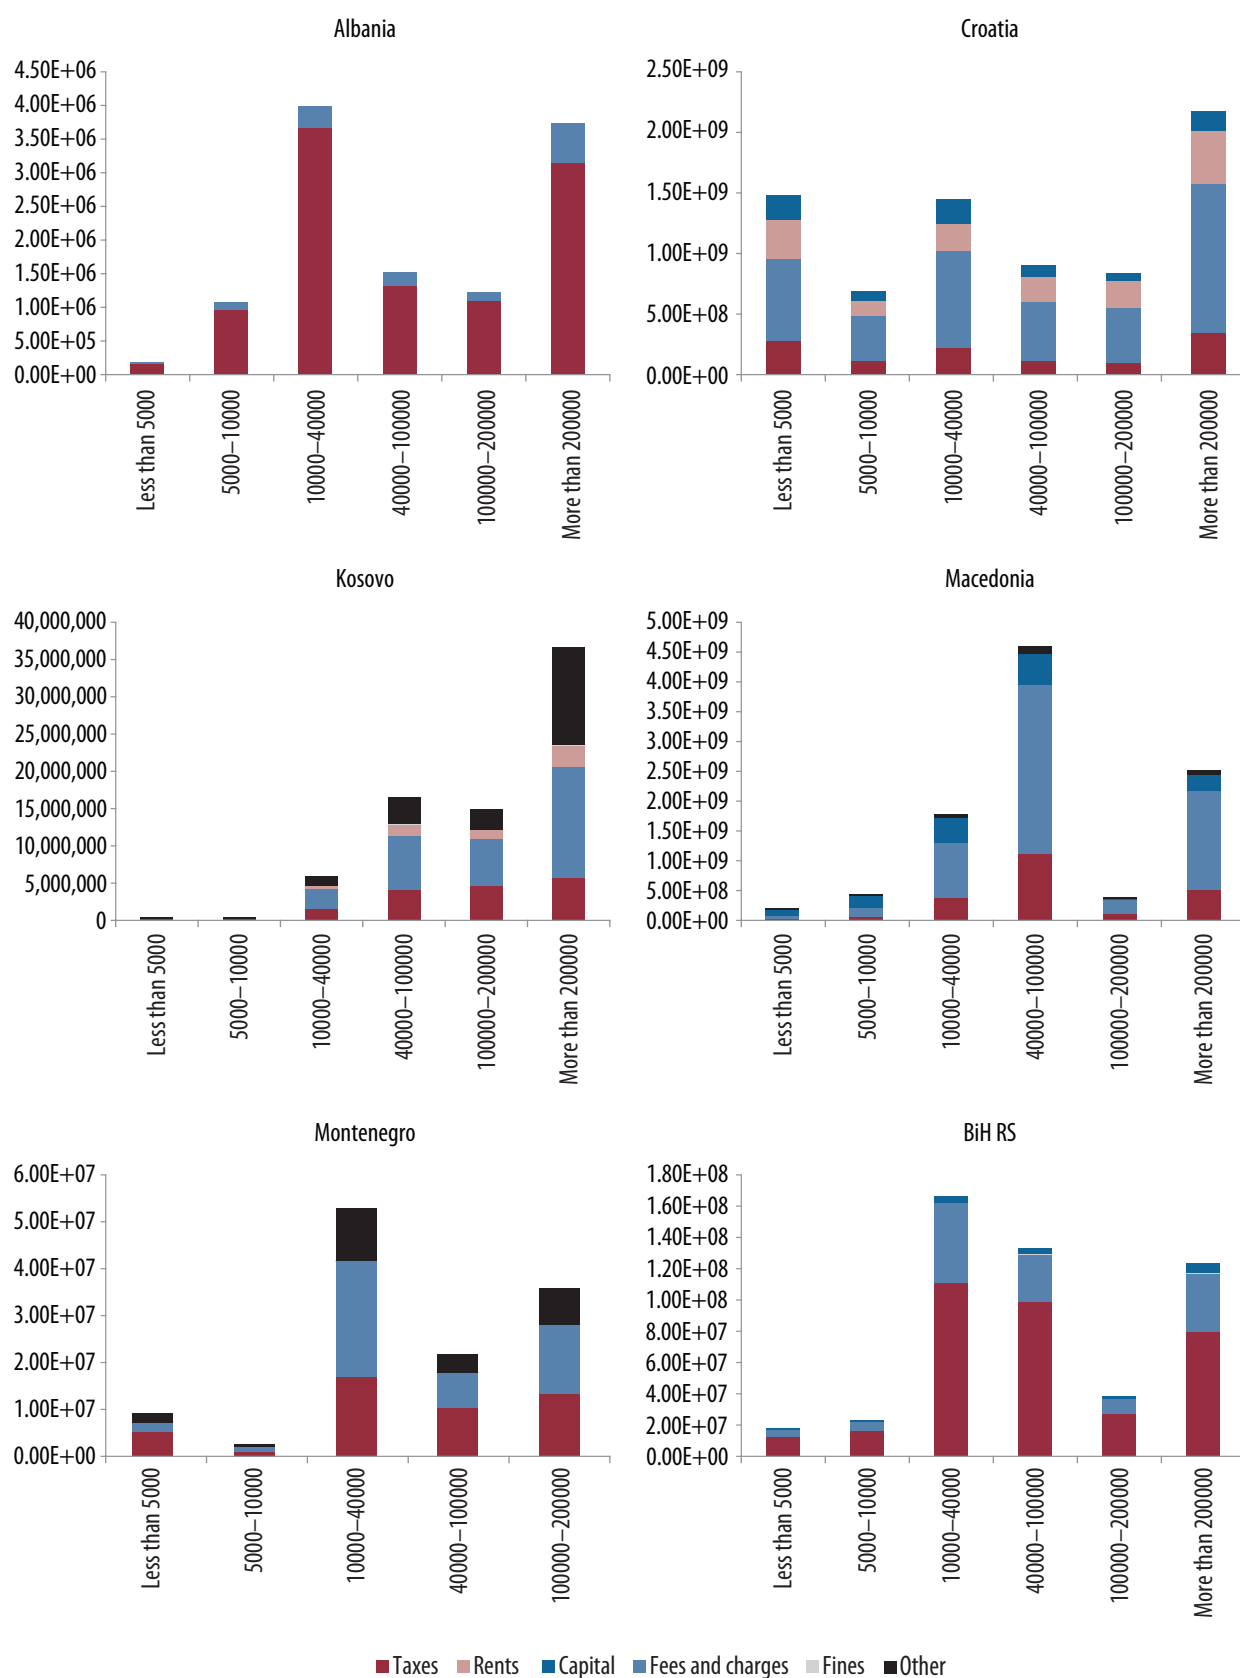 Albania
4.50E+06
4.00E+06
3.50E+06
3.00E+06
2.50E+06
2.00E+06
1.50E+06
1.00E+06
5.00E+05
0.00E+00
Less than 5000
5000–10000
10000–40000
40000–100000
100000–200000
More than 200000
Croatia
2.50E+09
2.00E+09
1.50E+09
1.00E+09
5.00E+08
0.00E+00
Less than 5000
5000–10000
10000–40000
40000–100000
100000–200000
More than 200000
Kosovo
40,000,000
35,000,000
30,000,000
25,000,000
20,000,000
15,000,000
10,000,000
5,000,000
0
Less than 5000
5000–10000
10000–40000
40000–100000
100000–200000
More than 200000
Macedonia
5.00E+09
4.50E+09
4.00E+09
3.50E+09
3.00E+09
2.50E+09
2.00E+09
1.50E+09
1.00E+09
5.00E+08
0.00E+00
Less than 5000
5000–10000
10000–40000
40000–100000
100000–200000
More than 200000
Montenegro
6.00E+07
5.00E+07
4.00E+07
3.00E+07
2.00E+07
1.00E+07
0.00E+00
Less than 5000
5000–10000
10000–40000
40000–100000
100000–200000
BiH RS
1.80E+08
1.60E+08
1.40E+08
1.20E+08
1.00E+08
8.00E+07
6.00E+07
4.00E+07
2.00E+07
0.00E+00
Less than 5000
5000–10000
10000–40000
40000–100000
100000–200000
More than 200000
Taxes Rents Capital Fees and charges Fines Other